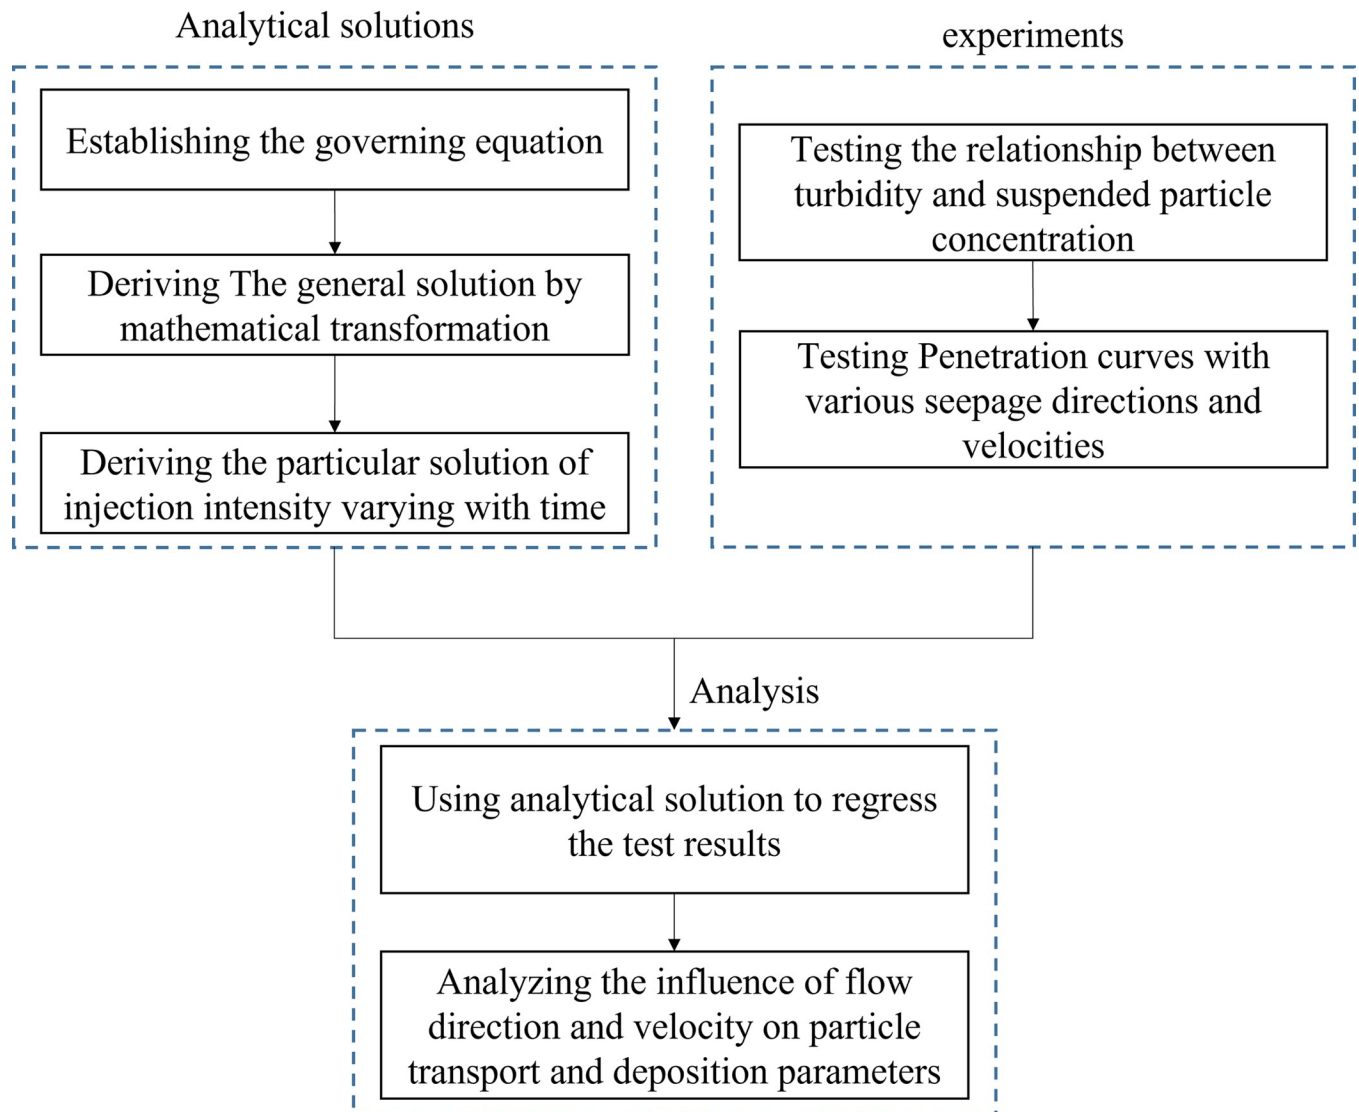 Analytical solutions
Establishing the governing equation
Deriving The general solution by
mathematical transformation
Deriving the particular solution of
injection intensity varying with time
experiments
Testing the relationship between
turbidity and suspended particle
concentration
Testing Penetration curves with
various seepage directions and
velocities
Analysis
Using analytical solution to regress
the test results
Analyzing the influence of flow
direction and velocity on particle
transport and deposition parameters